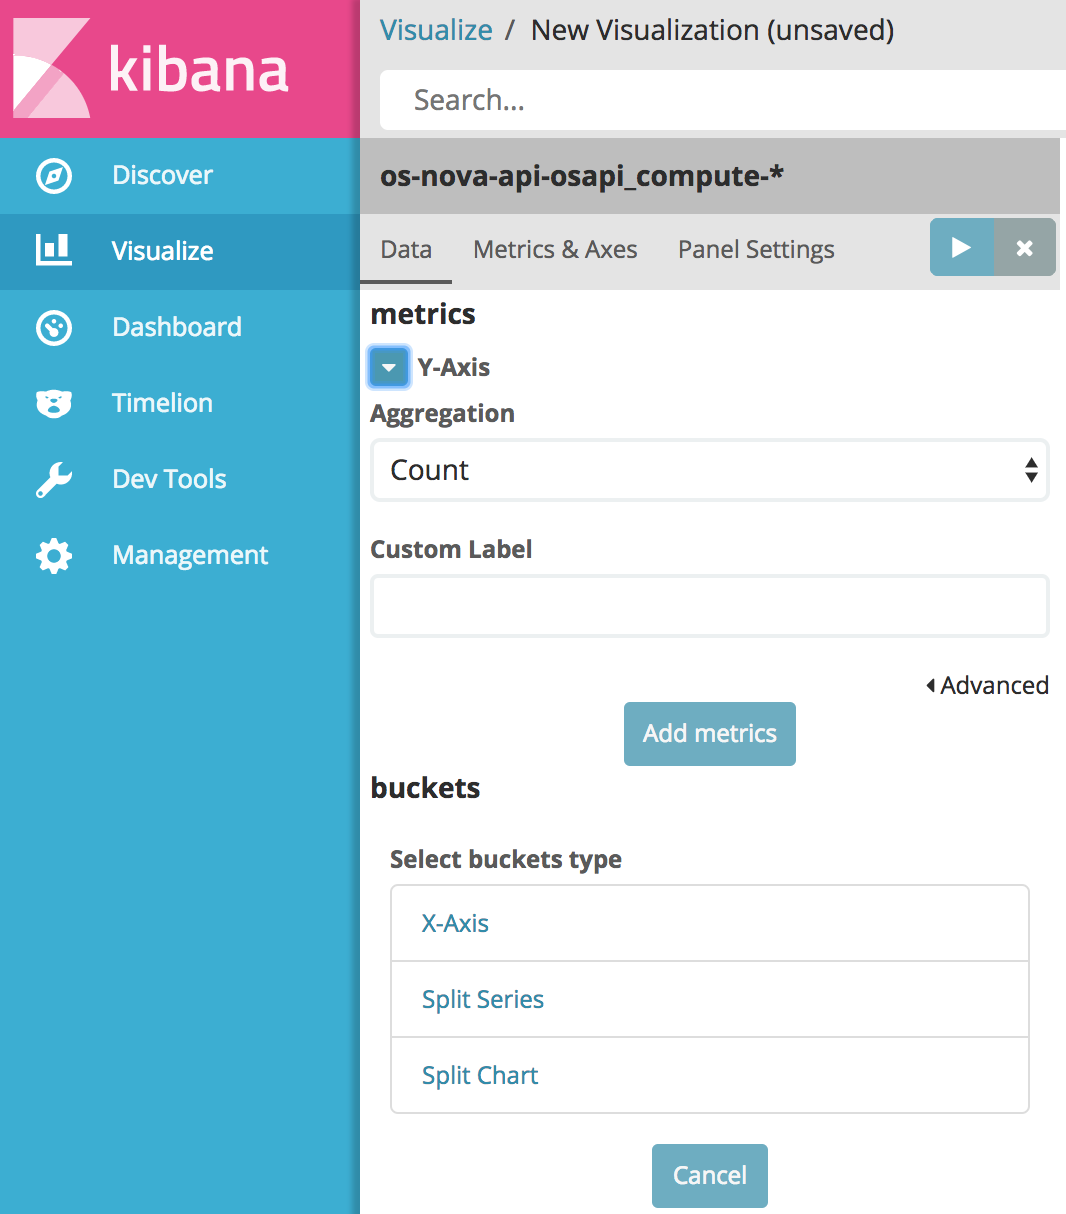 kibana
Discover
Visualize
Dashboard
Timelion
Dev Tools
Management
Visualize / New Visualization (unsaved)
Search...
os-nova-api-osapi_compute-*
Data Metrics & Axes Panel Settings
metrics
Y-Axis
Aggregation
Count
Custom Label
Advanced
Add metrics
buckets
Select buckets type
X-Axis
Split Series
Split Chart
Cancel